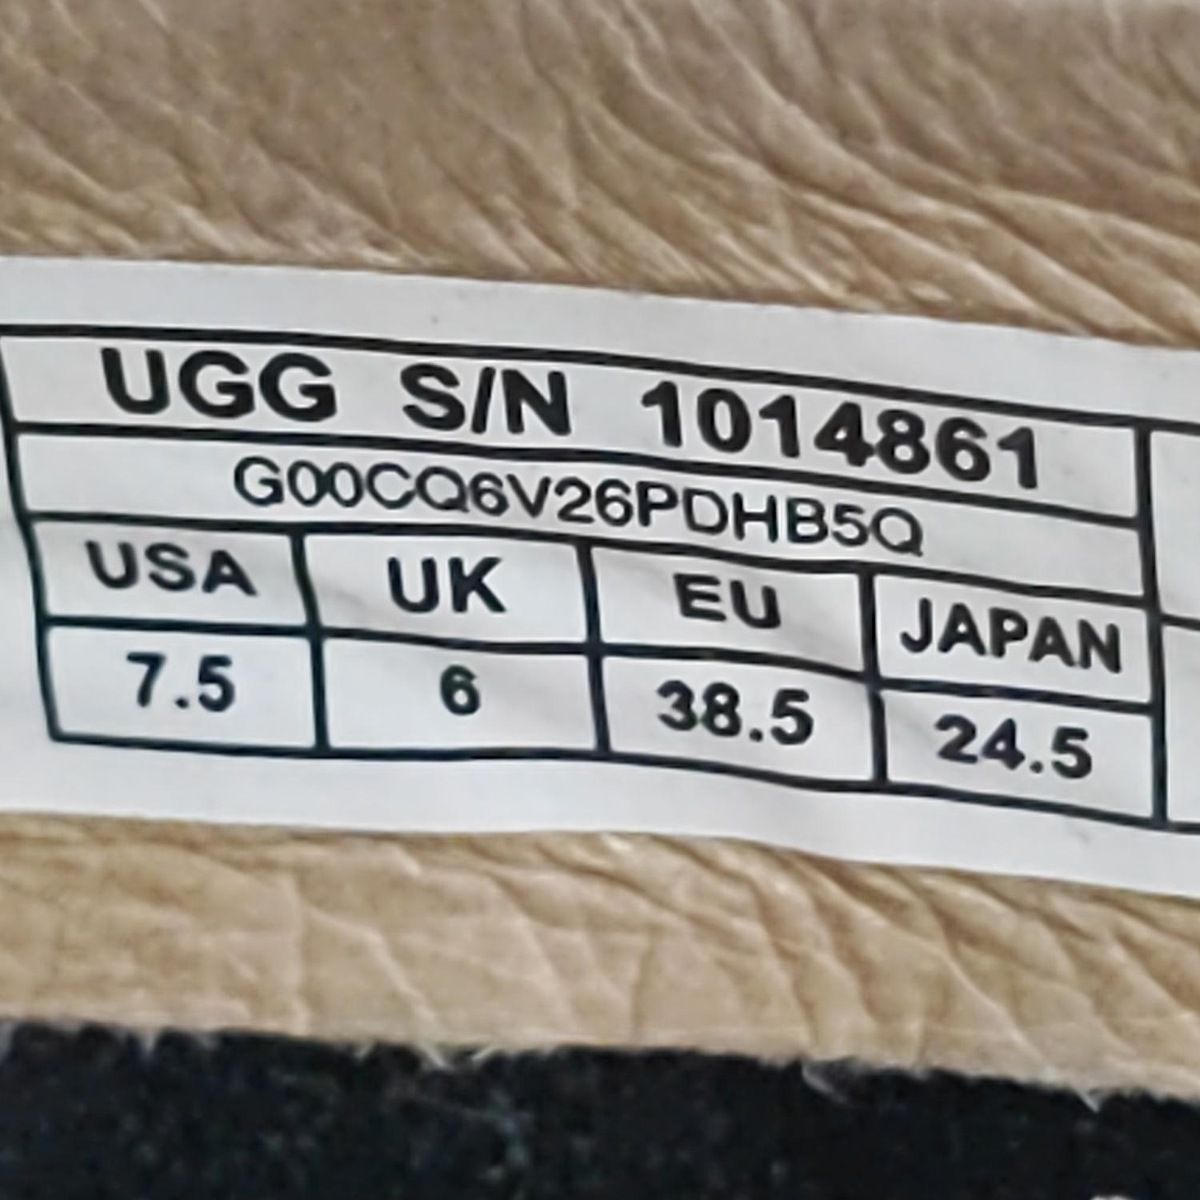 UGG S/N 1014861
G00CQ6V26PDHB5Q
USA UK EU JAPAN
7.5 6 38.5 24.5